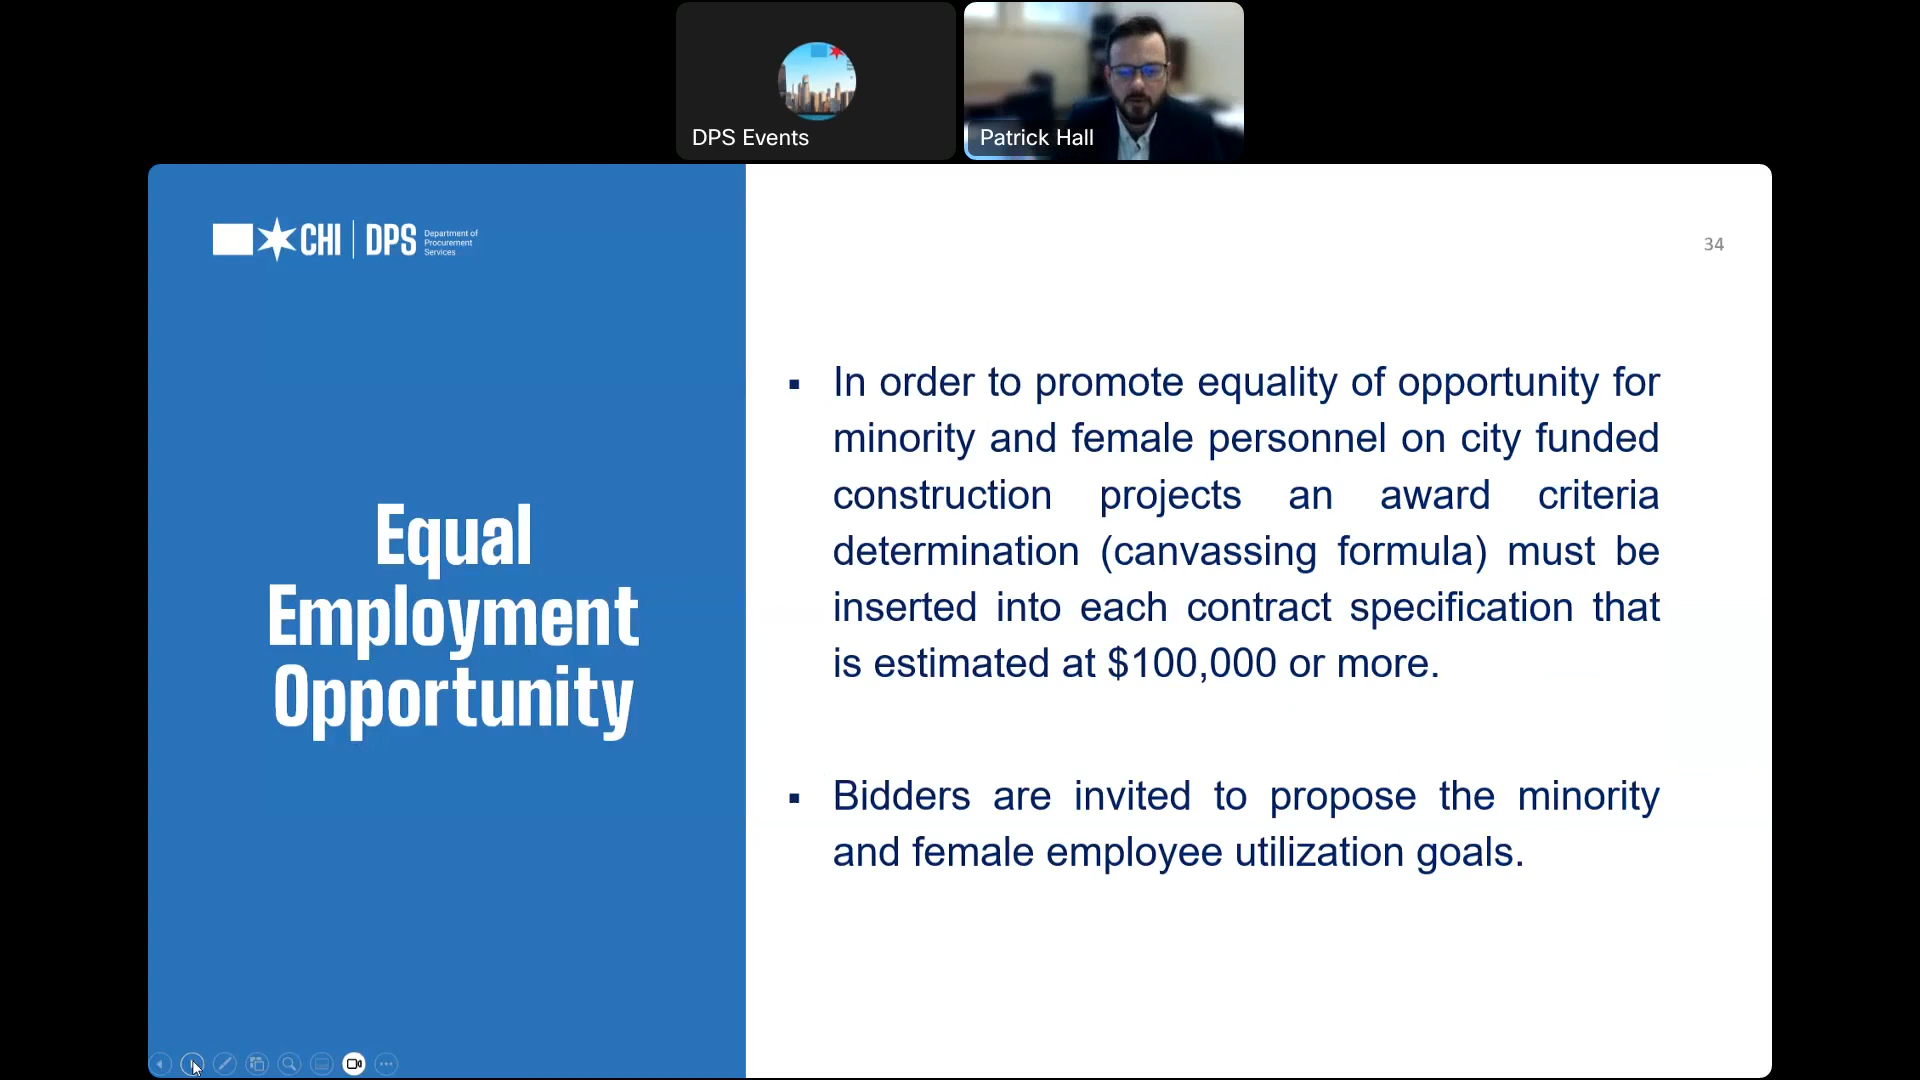 DPS Events
Patrick Hall
CHI | DPS
Department of
Procurement
Services
34
Equal
Employment
Opportunity
▪ In order to promote equality of opportunity for
minority and female personnel on city funded
construction projects an award criteria
determination (canvassing formula) must be
inserted into each contract specification that
is estimated at $100,000 or more.
▪ Bidders are invited to propose the minority
and female employee utilization goals.